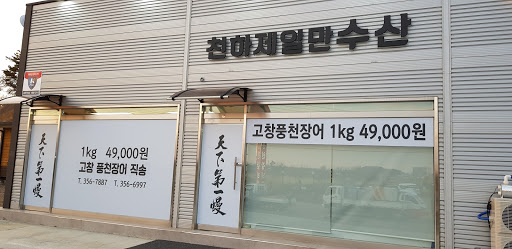 천하제일만수산
고창풍천장어 1kg 49,000원
1kg 49,000원
고창 풍천장어 직송
T. 356-7887 T. 356-6997
天下第一鰻
天下第一鰻